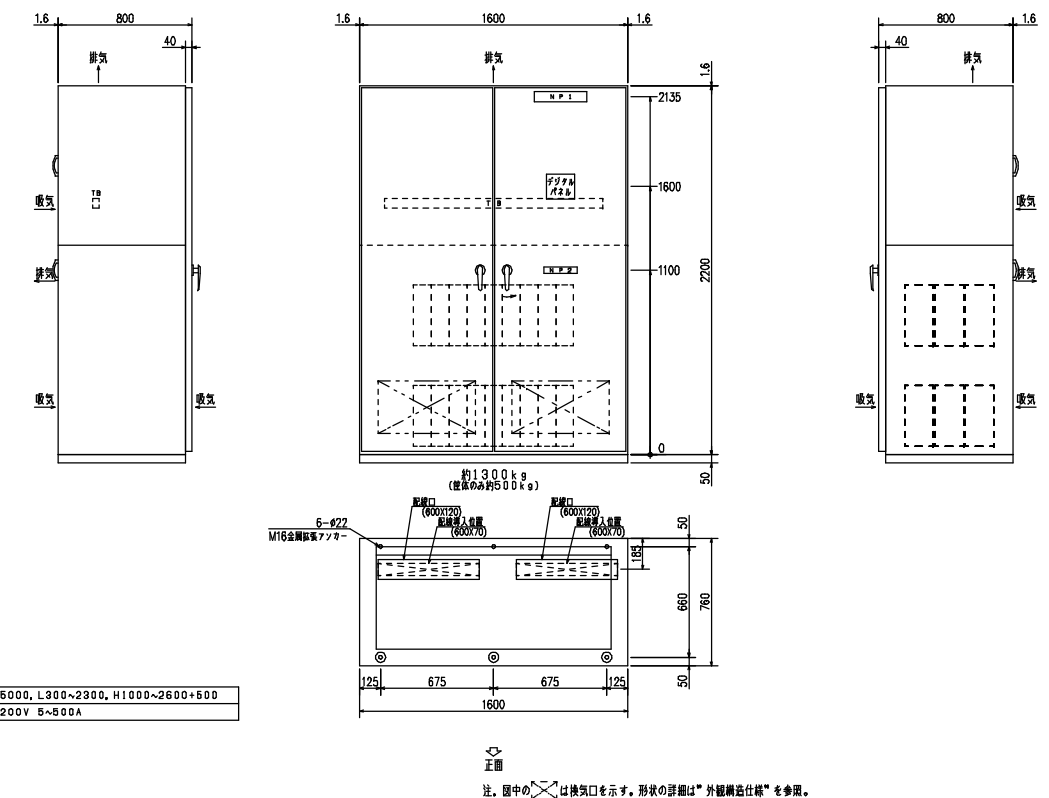 1.6 800
40
排気
TB
吸気
排気
吸気 吸気
1.6 1600 1.6
排気
1.6
NP1
2135
デジタル
パネル
1600
TB
NP2
1100
2200
0
50
約1300kg
(筐体のみ約500kg)
800 1.6
40
排気
吸気
排気
吸気 吸気
配線口
(600X120)
配線導入位置
(600X70)
配線口
(600X120)
配線導入位置
(600X70)
6-φ22
M16金属拡張アンカー
50
185
660
760
50
125 675 675 125
1600
5000, L300~2300, H1000~2600+500
200V 5~500A
正面
注. 図中の は換気口を示す。形状の詳細は"外観構造仕様"を参照。